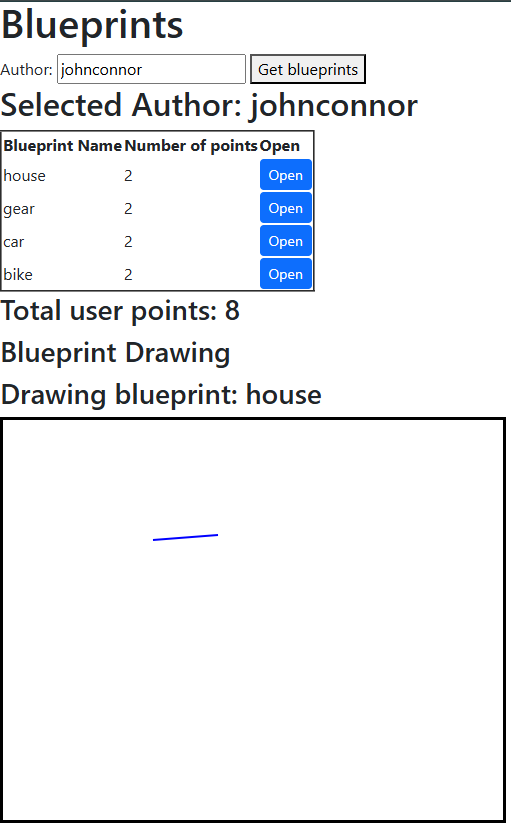 Blueprints
Author: johnconnor Get blueprints
Selected Author: johnconnor
Blueprint Name Number of points Open
house 2 Open
gear 2 Open
car 2 Open
bike 2 Open
Total user points: 8
Blueprint Drawing
Drawing blueprint: house